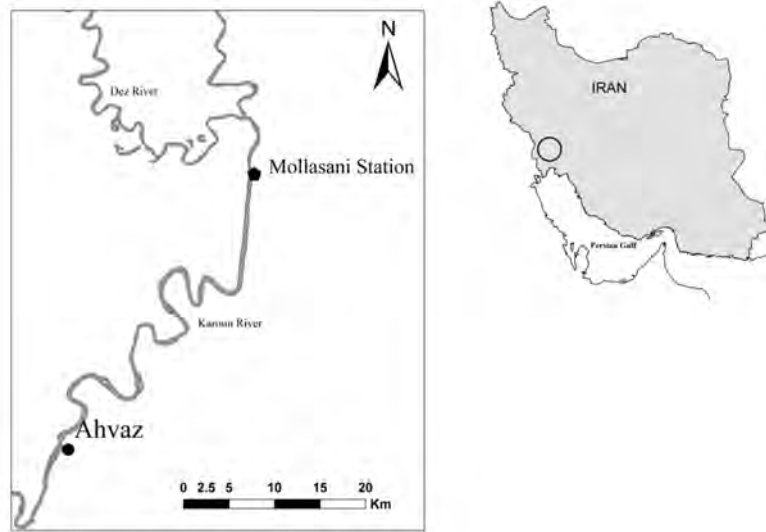 N
Dez River
Mollasani Station
Karoun River
Ahvaz
0 2.5 5 10 15 20
Km
IRAN
Persian Gulf